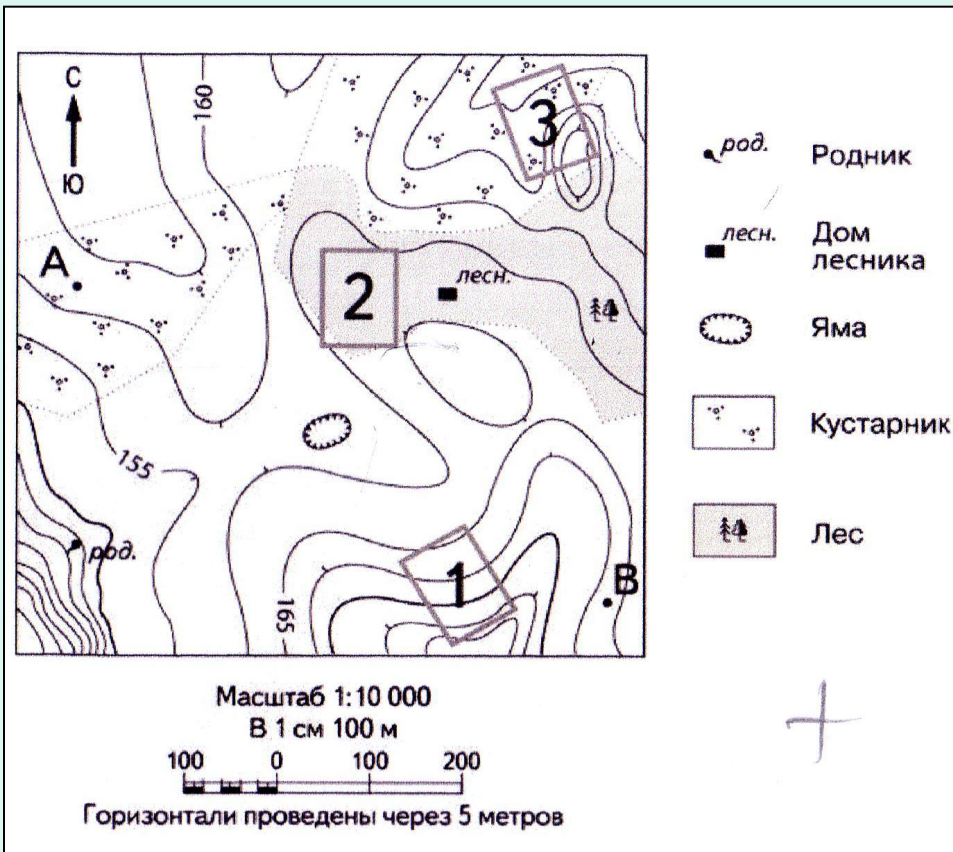 С
Ю
160
3
А
2
лесн.
155
род.
1
165
В
род. Родник
лесн. Дом
лесника
Яма
Кустарник
Лес
Масштаб 1:10 000
В 1 см 100 м
100 0 100 200
Горизонтали проведены через 5 метров